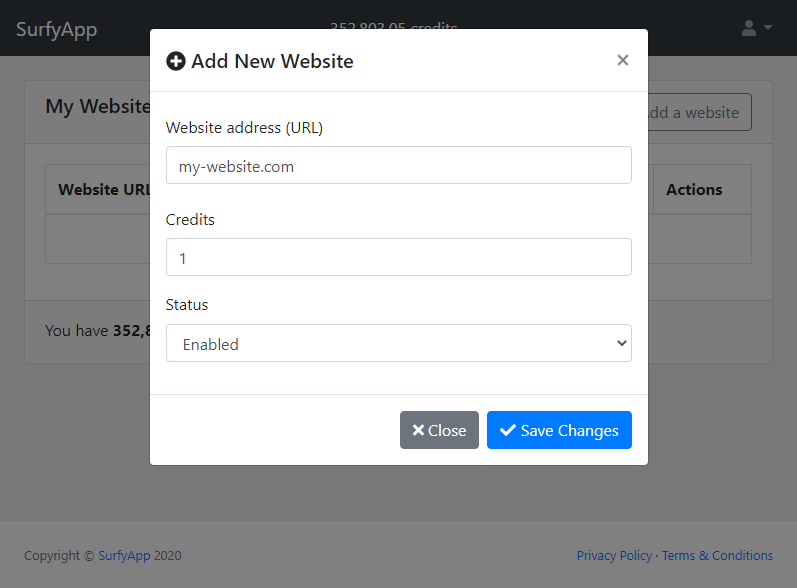 SurfyApp
352,803.05 credits
Add New Website ×
My Website
dd a website
Website address (URL)
my-website.com
Website URL
Actions
Credits
1
Status
You have 352,8
Enabled
Close Save Changes
Copyright © SurfyApp 2020
Privacy Policy · Terms & Conditions